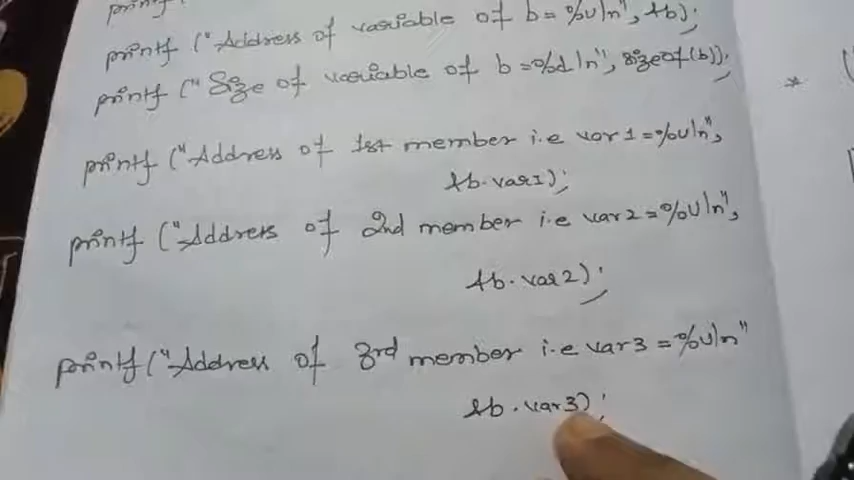 printf (
printf ("Address of variable of b = %u\n", &b);
printf ("Size of variable of b = %d\n", sizeof(b));
printf ("Address of 1st member i.e var1 = %u\n",
&b.var1);
printf ("Address of 2nd member i.e var2 = %u\n",
&b.var2);
printf ("Address of 3rd member i.e var3 = %u\n"
&b.var3);